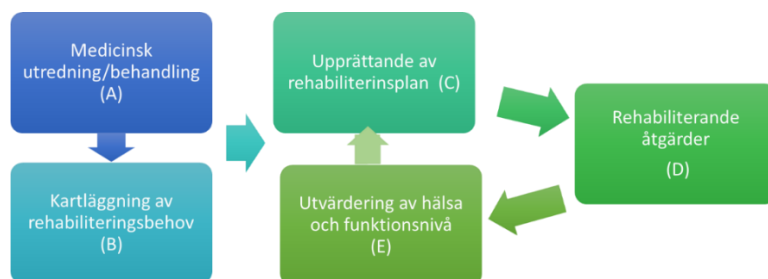 Medicinsk
utredning/behandling
(A)
Kartläggning av
rehabiliteringsbehov
(B)
Upprättande av
rehabiliterinsplan (C)
Rehabiliterande
åtgärder
(D)
Utvärdering av hälsa
och funktionsnivå
(E)